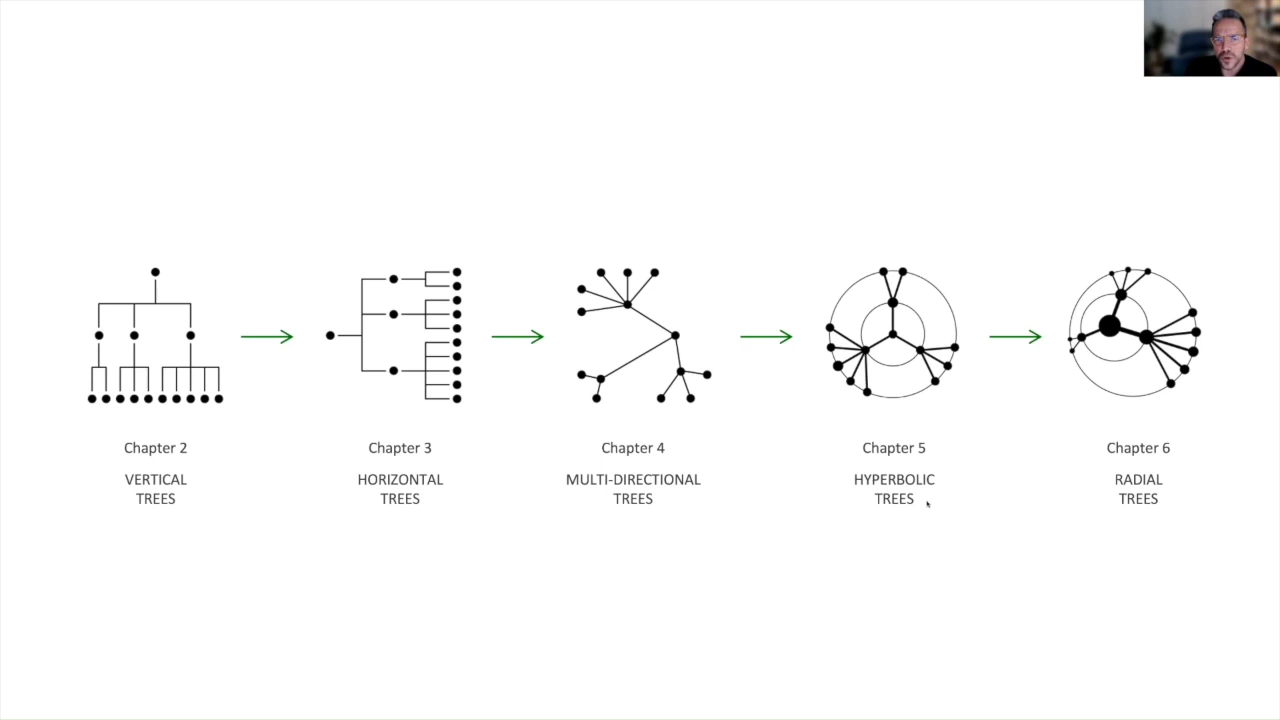 Chapter 2
VERTICAL
TREES
Chapter 3
HORIZONTAL
TREES
Chapter 4
MULTI-DIRECTIONAL
TREES
Chapter 5
HYPERBOLIC
TREES
Chapter 6
RADIAL
TREES